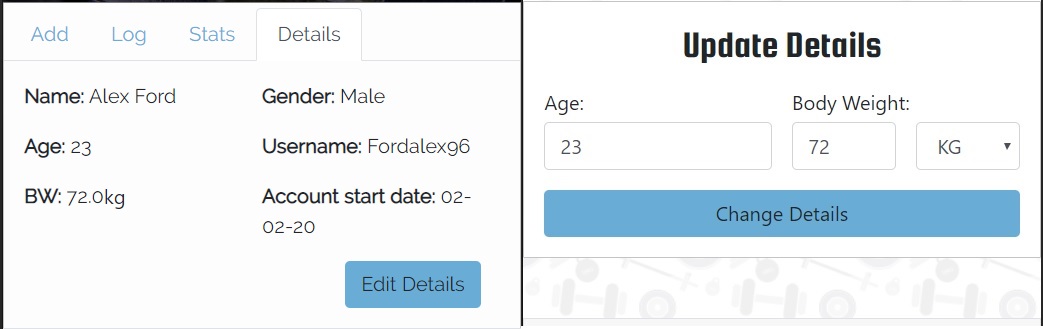 Add Log Stats Details
Name: Alex Ford Gender: Male
Age: 23 Username: Fordalex96
BW: 72.0kg Account start date: 02-
02-20
Edit Details
Update Details
Age: Body Weight:
23 72 KG
Change Details